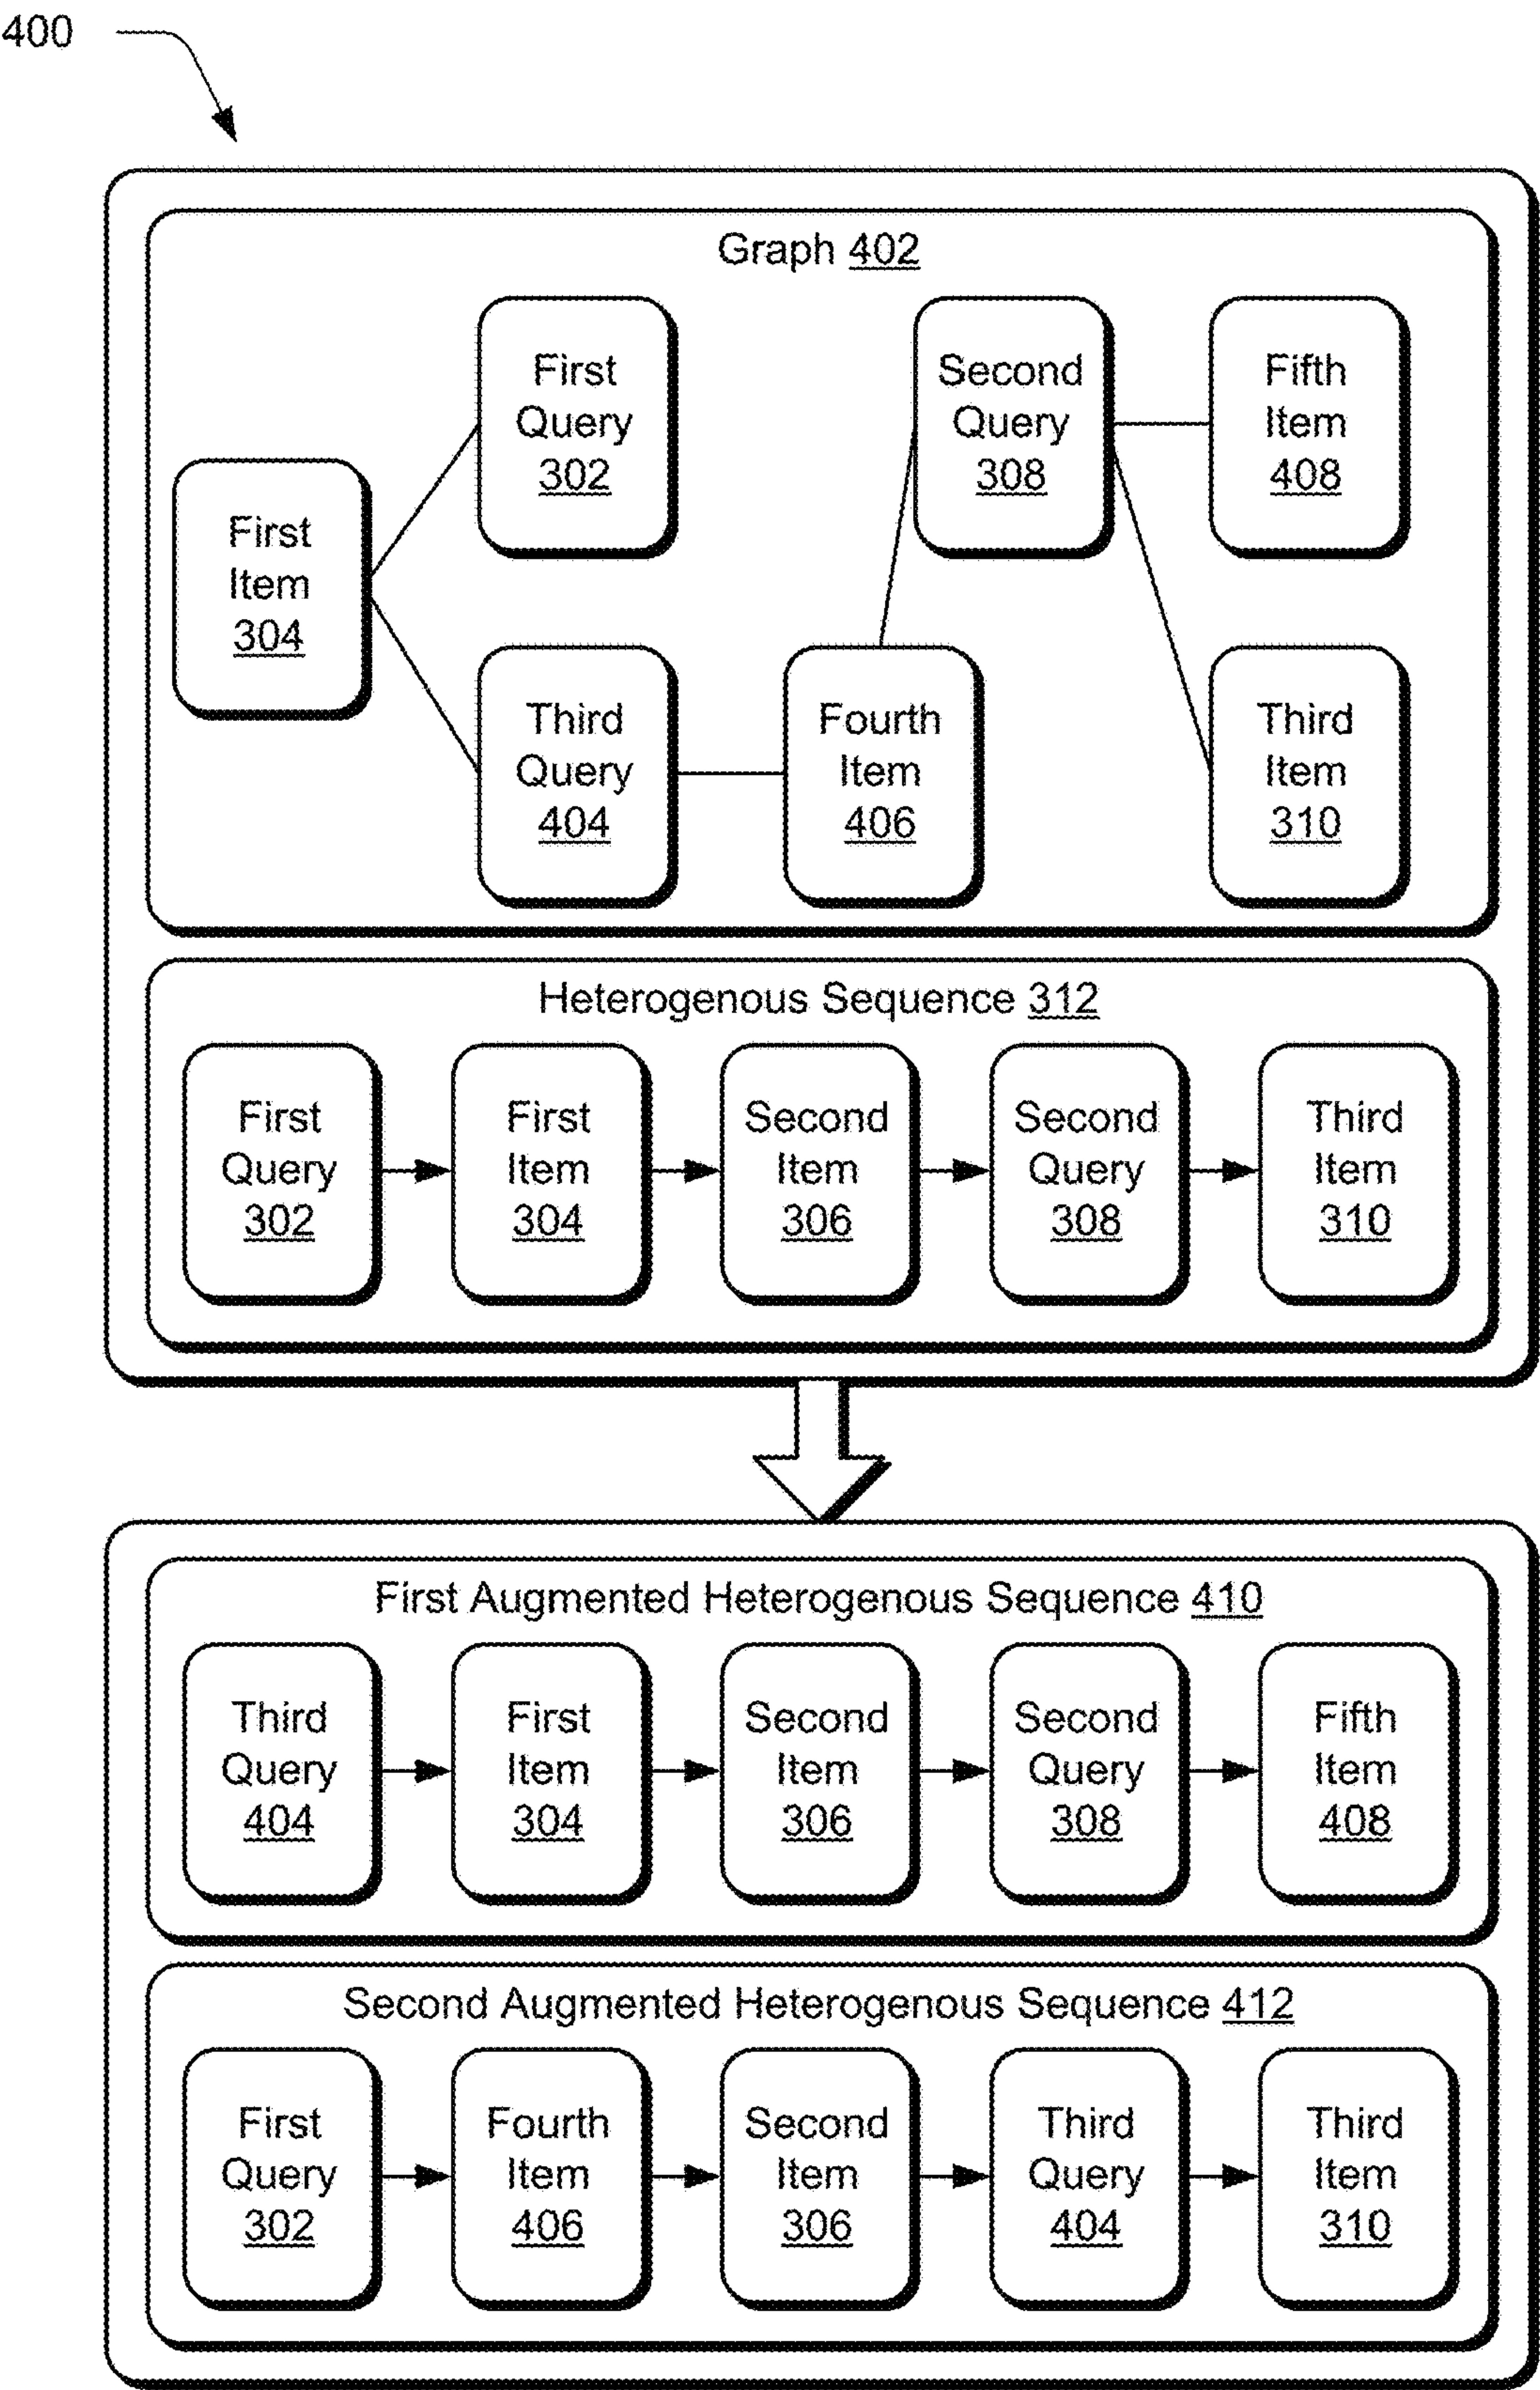 400
Graph 402
First
Query
302
Second
Query
308
Fifth
Item
408
First
Item
304
Third
Query
404
Fourth
Item
406
Third
Item
310
Heterogenous Sequence 312
First
Query
302
First
Item
304
Second
Item
306
Second
Query
308
Third
Item
310
First Augmented Heterogenous Sequence 410
Third
Query
404
First
Item
304
Second
Item
306
Second
Query
308
Fifth
Item
408
Second Augmented Heterogenous Sequence 412
First
Query
302
Fourth
Item
406
Second
Item
306
Third
Query
404
Third
Item
310